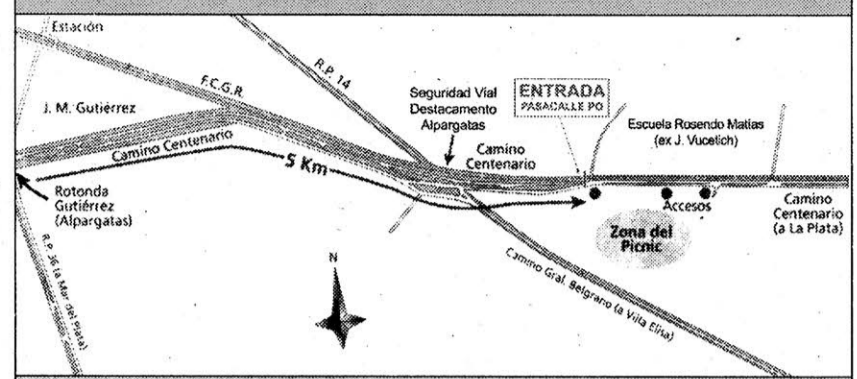 Estación
F.C.G.R.
R.P. 14
J. M. Gutiérrez
Camino Centenario
5 Km
Seguridad Vial
Destacamento
Alpargatas
Camino
Centenario
ENTRADA
PASACALLE PO
Escuela Rosendo Matías
(ex J. Vucetich)
Rotonda
Gutiérrez
(Alpargatas)
R.P. 36 (a Mar del Plata)
N
Accesos
Zona del
Picnic
Camino
Centenario
(a La Plata)
Camino Gral. Belgrano (a Villa Elisa)